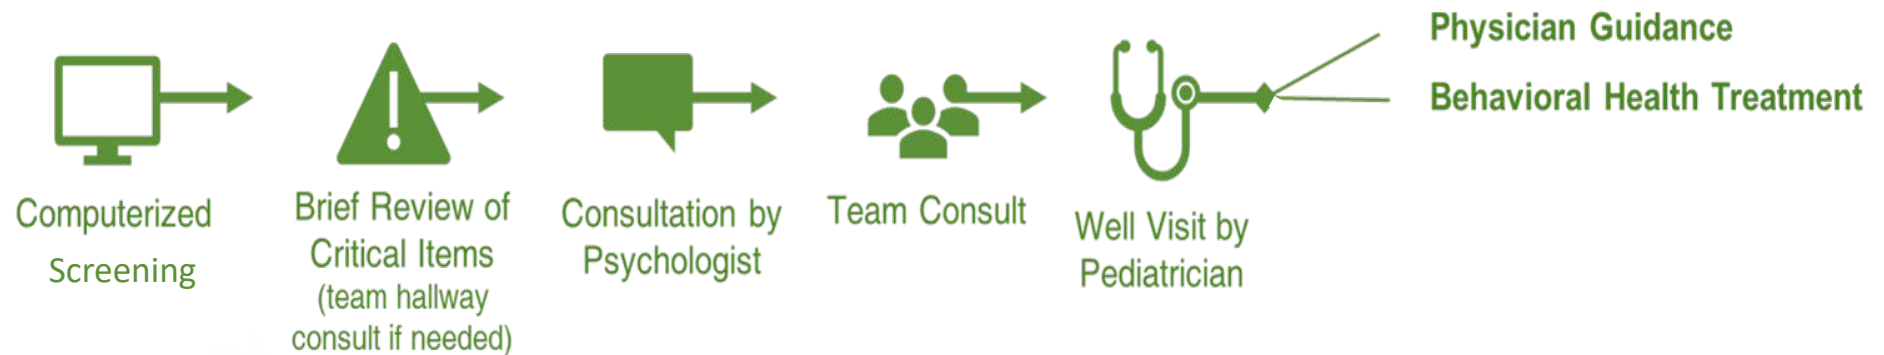 Computerized
Screening
Brief Review of
Critical Items
(team hallway
consult if needed)
Consultation by
Psychologist
Team Consult
Well Visit by
Pediatrician
Physician Guidance
Behavioral Health Treatment